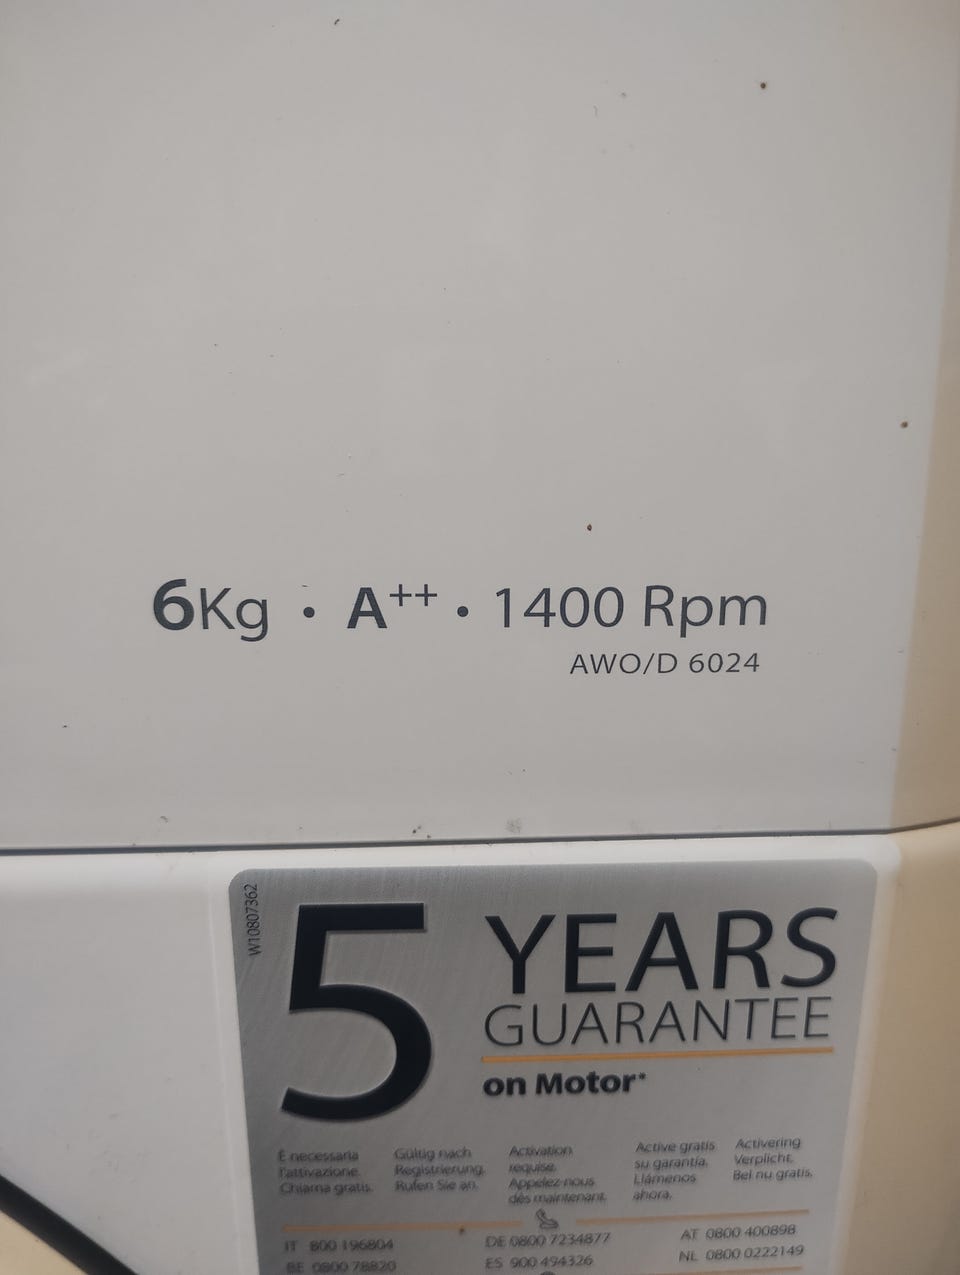 6Kg • A++ • 1400 Rpm
AWO/D 6024
W10807362
5 YEARS
GUARANTEE
on Motor*
È necessaria
l'attivazione.
Chiama gratis.
Gültig nach
Registrierung.
Rufen Sie an.
Activation
requise.
Appelez-nous
dès maintenant.
Active gratis
su garantía.
Llámenos
ahora.
Activering
Verplicht.
Bel nu gratis.
IT 800 196804
DE 0800 7234877
AT 0800 400898
BE 0800 78820
ES 900 494326
NL 0800 0222149